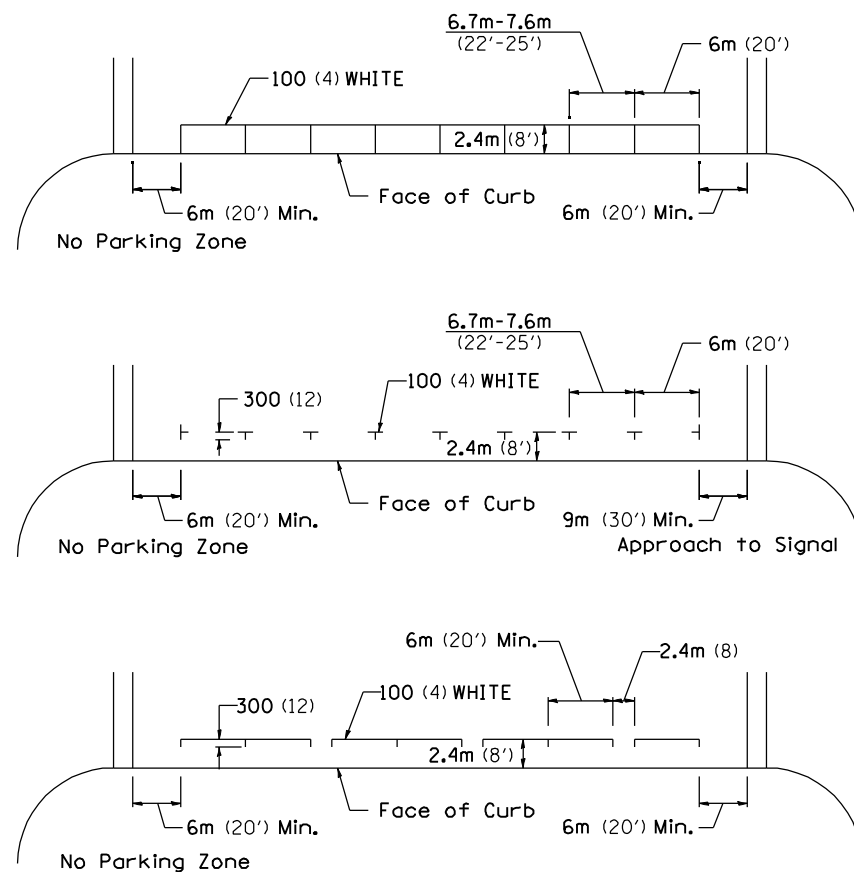 6.7m-7.6m
(22'-25')
6m (20')
100 (4) WHITE
2.4m (8')
Face of Curb
6m (20') Min.
6m (20') Min.
No Parking Zone
6.7m-7.6m
(22'-25')
6m (20')
100 (4) WHITE
300 (12)
2.4m (8')
Face of Curb
6m (20') Min.
9m (30') Min.
No Parking Zone
Approach to Signal
6m (20') Min.
2.4m (8)
100 (4) WHITE
300 (12)
2.4m (8')
Face of Curb
6m (20') Min.
6m (20') Min.
No Parking Zone